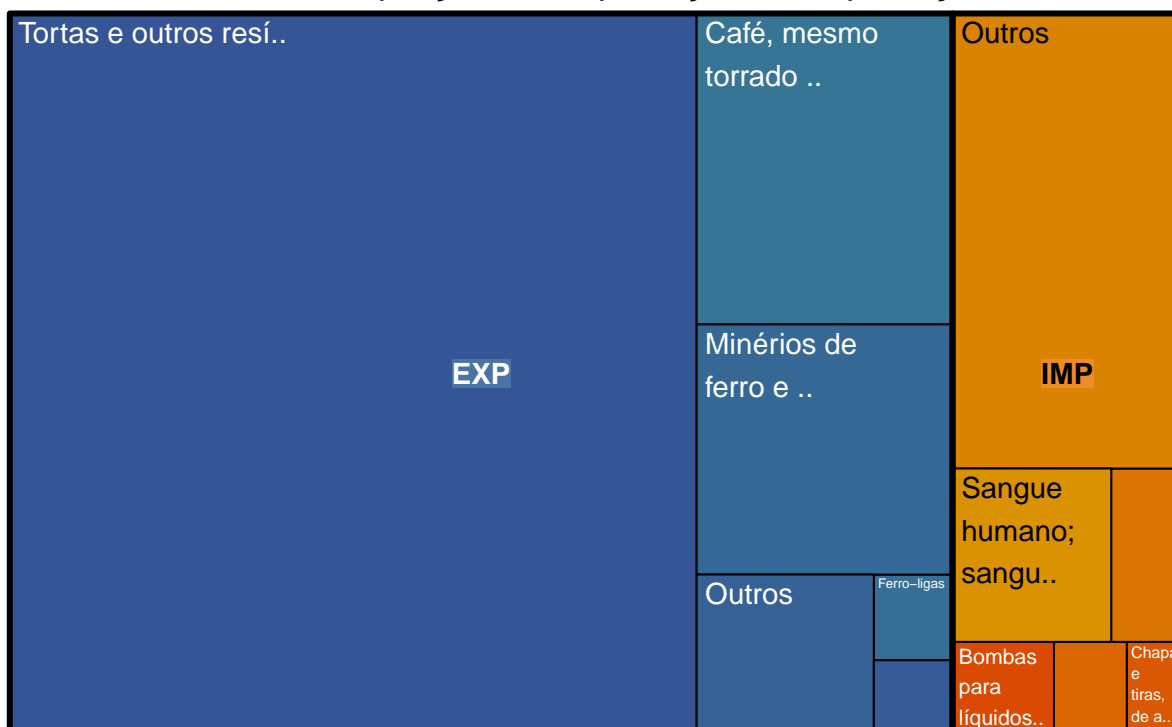 Tortas e outros resí..
Café, mesmo
torrado ..
Outros
Minérios de
ferro e ..
EXP
IMP
Sangue
humano;
sangu..
Outros
Ferro−ligas
Bombas
para
líquidos..
e
tiras,
de a..